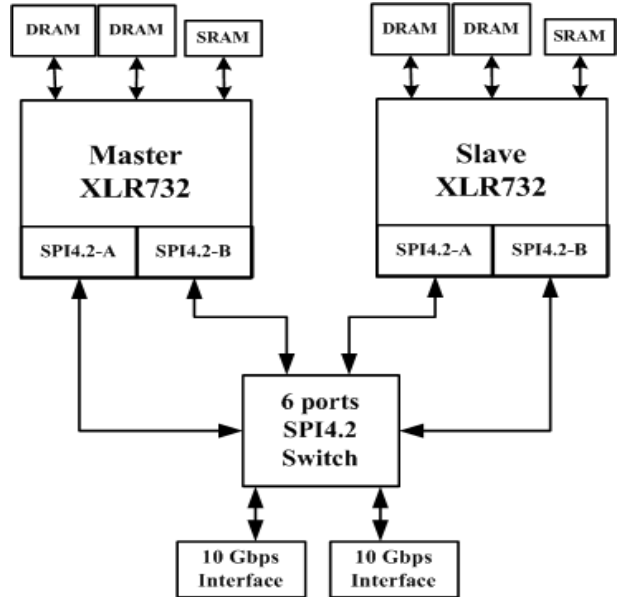 DRAM
DRAM
SRAM
DRAM
DRAM
SRAM
Master
XLR732
Slave
XLR732
SPI4.2-A
SPI4.2-B
SPI4.2-A
SPI4.2-B
6 ports
SPI4.2
Switch
10 Gbps
Interface
10 Gbps
Interface